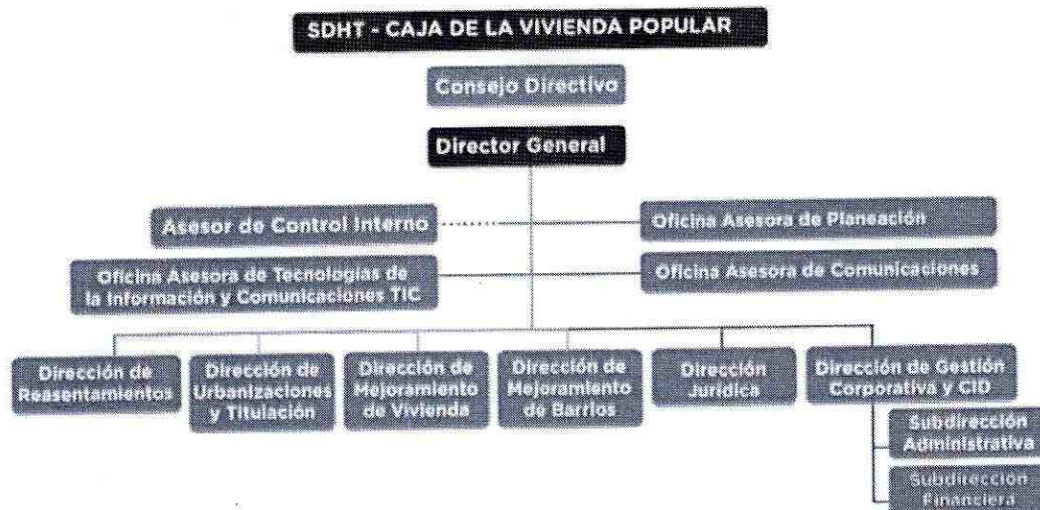 SDHT - CAJA DE LA VIVIENDA POPULAR
Consejo Directivo
Director General
Asesor de Control Interno
Oficina Asesora de Planeación
Oficina Asesora de Tecnologías de
la Información y Comunicaciones TIC
Oficina Asesora de Comunicaciones
Dirección de
Reasentamientos
Dirección de
Urbanizaciones
y Titulación
Dirección de
Mejoramiento
de Vivienda
Dirección de
Mejoramiento
de Barrios
Dirección
Jurídica
Dirección de Gestión
Corporativa y CID
Subdirección
Administrativa
Subdirección
Financiera